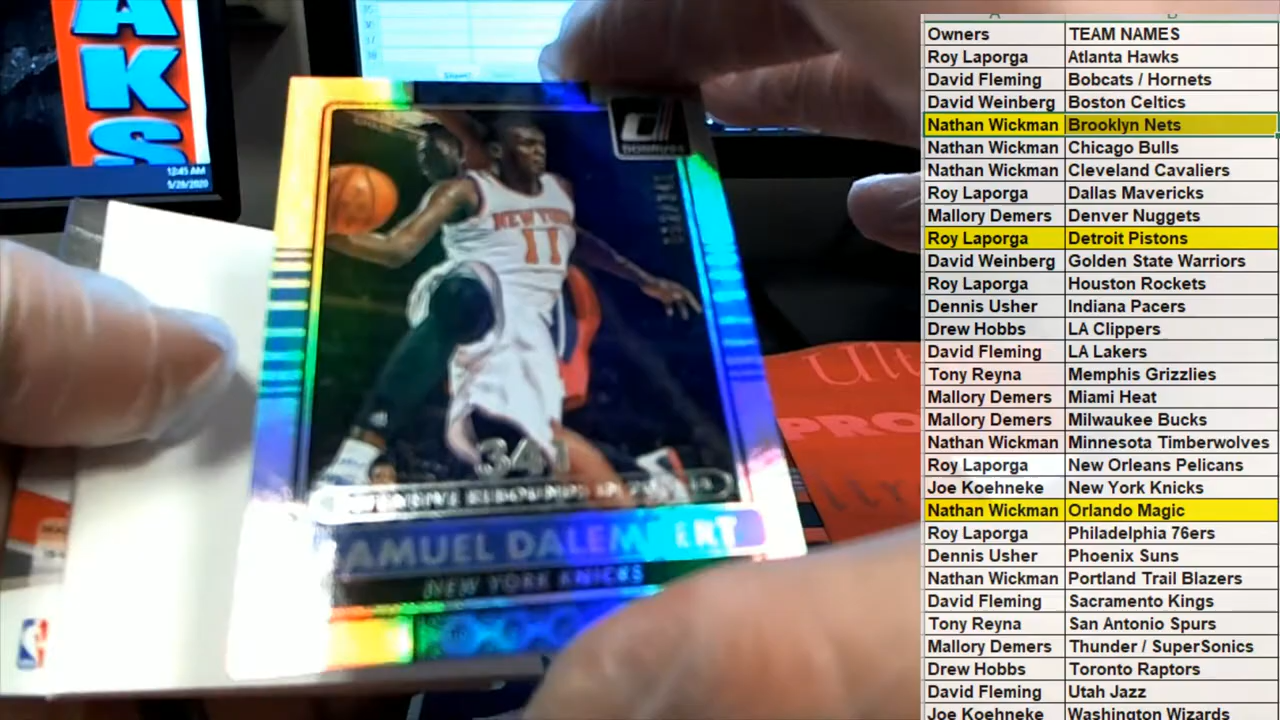 AKS
12:45 AM
5/29/2020
DONRUSS
NEW YORK
11
341
SAMUEL DALEMBERT
NEW YORK KNICKS
PRO
Owners TEAM NAMES
Roy Laporga Atlanta Hawks
David Fleming Bobcats / Hornets
David Weinberg Boston Celtics
Nathan Wickman Brooklyn Nets
Nathan Wickman Chicago Bulls
Nathan Wickman Cleveland Cavaliers
Roy Laporga Dallas Mavericks
Mallory Demers Denver Nuggets
Roy Laporga Detroit Pistons
David Weinberg Golden State Warriors
Roy Laporga Houston Rockets
Dennis Usher Indiana Pacers
Drew Hobbs LA Clippers
David Fleming LA Lakers
Tony Reyna Memphis Grizzlies
Mallory Demers Miami Heat
Mallory Demers Milwaukee Bucks
Nathan Wickman Minnesota Timberwolves
Roy Laporga New Orleans Pelicans
Joe Koehneke New York Knicks
Nathan Wickman Orlando Magic
Roy Laporga Philadelphia 76ers
Dennis Usher Phoenix Suns
Nathan Wickman Portland Trail Blazers
David Fleming Sacramento Kings
Tony Reyna San Antonio Spurs
Mallory Demers Thunder / SuperSonics
Drew Hobbs Toronto Raptors
David Fleming Utah Jazz
Joe Koehneke Washington Wizards